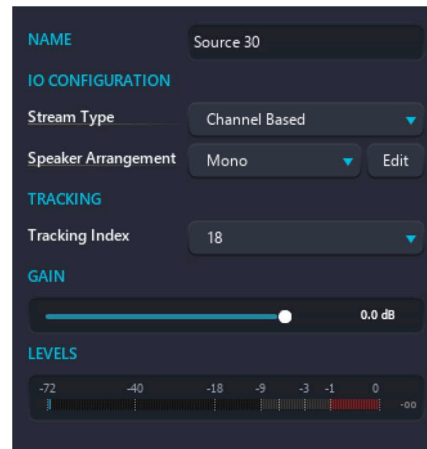 NAME Source 30
IO CONFIGURATION
Stream Type Channel Based
Speaker Arrangement Mono Edit
TRACKING
Tracking Index 18
GAIN
0.0 dB
LEVELS
-72 -40 -18 -9 -3 -1 0
-oo